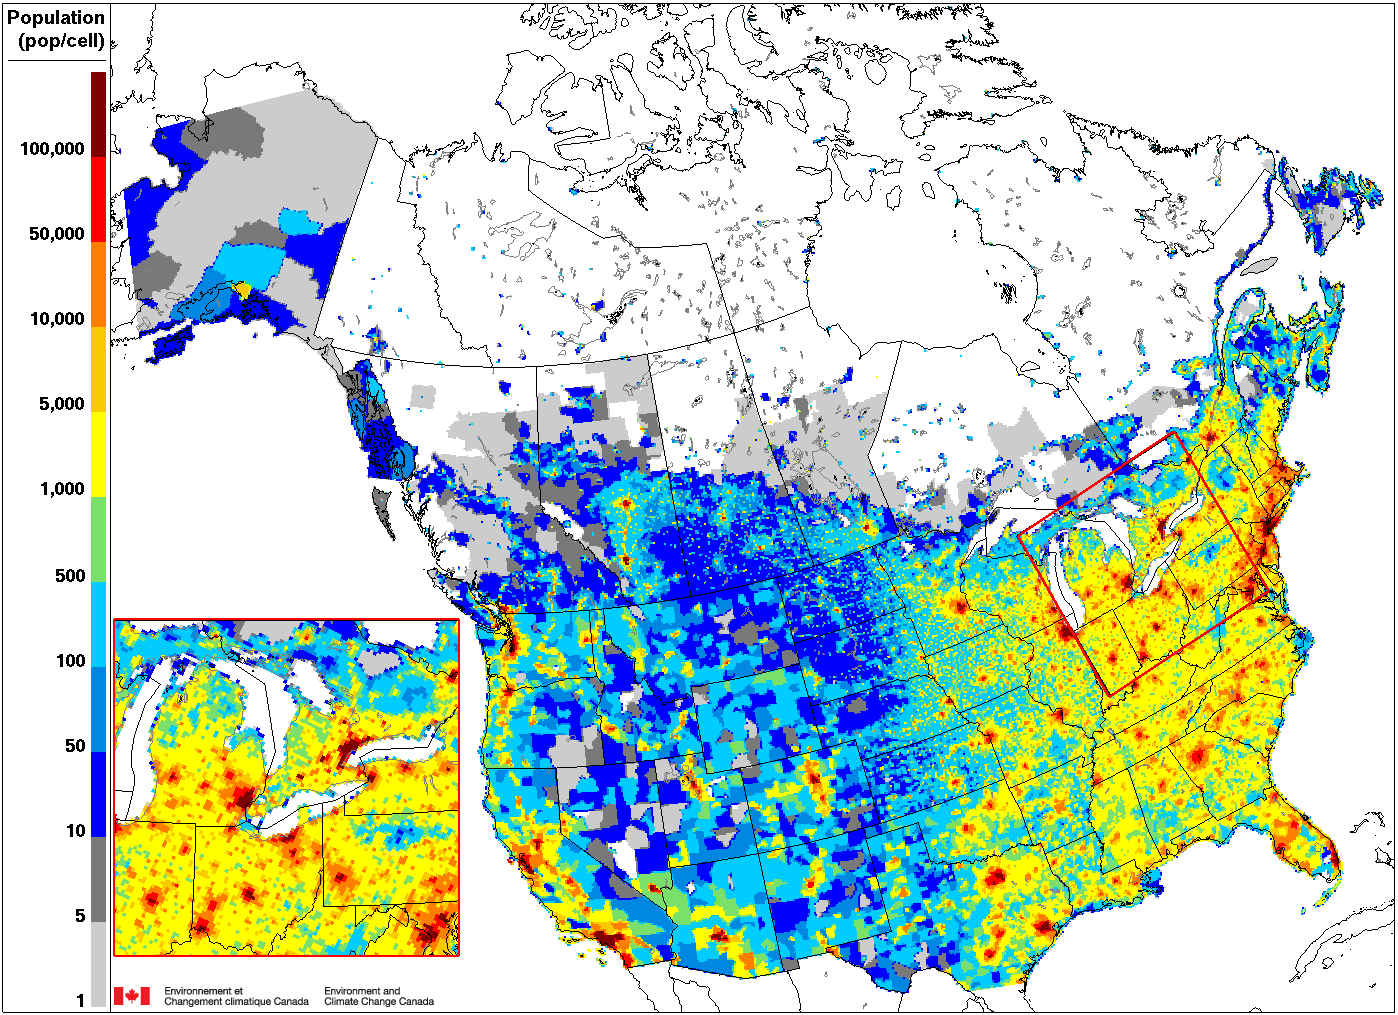 Population
(pop/cell)
100,000
50,000
10,000
5,000
1,000
500
100
50
10
5
1
Environnement et
Changement climatique Canada
Environment and
Climate Change Canada